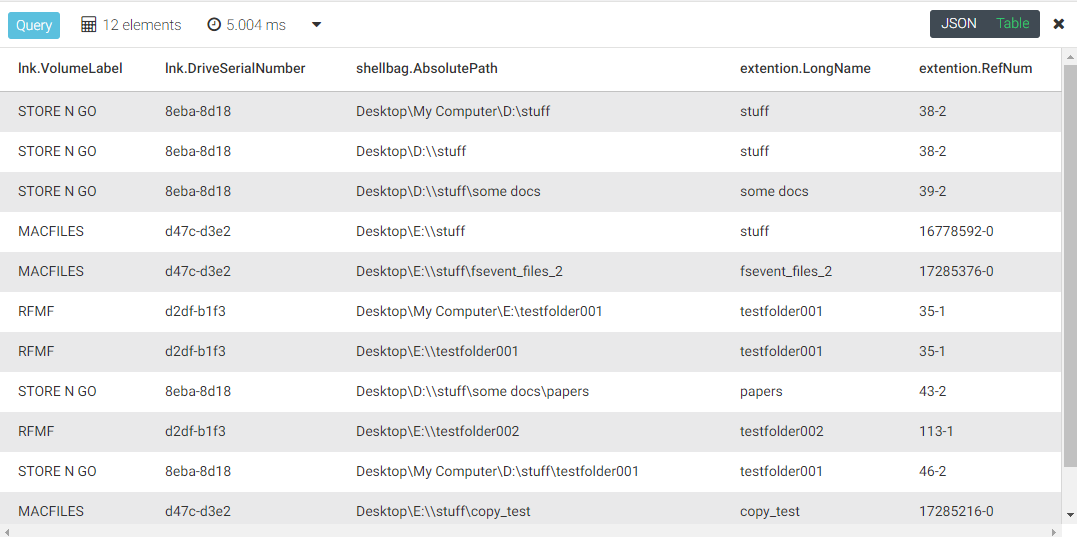 Query 12 elements 5.004 ms JSON Table
lnk.VolumeLabel lnk.DriveSerialNumber shellbag.AbsolutePath extention.LongName extention.RefNum
STORE N GO 8eba-8d18 Desktop\My Computer\D:\stuff stuff 38-2
STORE N GO 8eba-8d18 Desktop\D:\\stuff stuff 38-2
STORE N GO 8eba-8d18 Desktop\D:\\stuff\some docs some docs 39-2
MACFILES d47c-d3e2 Desktop\E:\\stuff stuff 16778592-0
MACFILES d47c-d3e2 Desktop\E:\\stuff\fsevent_files_2 fsevent_files_2 17285376-0
RFMF d2df-b1f3 Desktop\My Computer\E:\testfolder001 testfolder001 35-1
RFMF d2df-b1f3 Desktop\E:\\testfolder001 testfolder001 35-1
STORE N GO 8eba-8d18 Desktop\D:\\stuff\some docs\papers papers 43-2
RFMF d2df-b1f3 Desktop\E:\\testfolder002 testfolder002 113-1
STORE N GO 8eba-8d18 Desktop\My Computer\D:\stuff\testfolder001 testfolder001 46-2
MACFILES d47c-d3e2 Desktop\E:\\stuff\copy_test copy_test 17285216-0